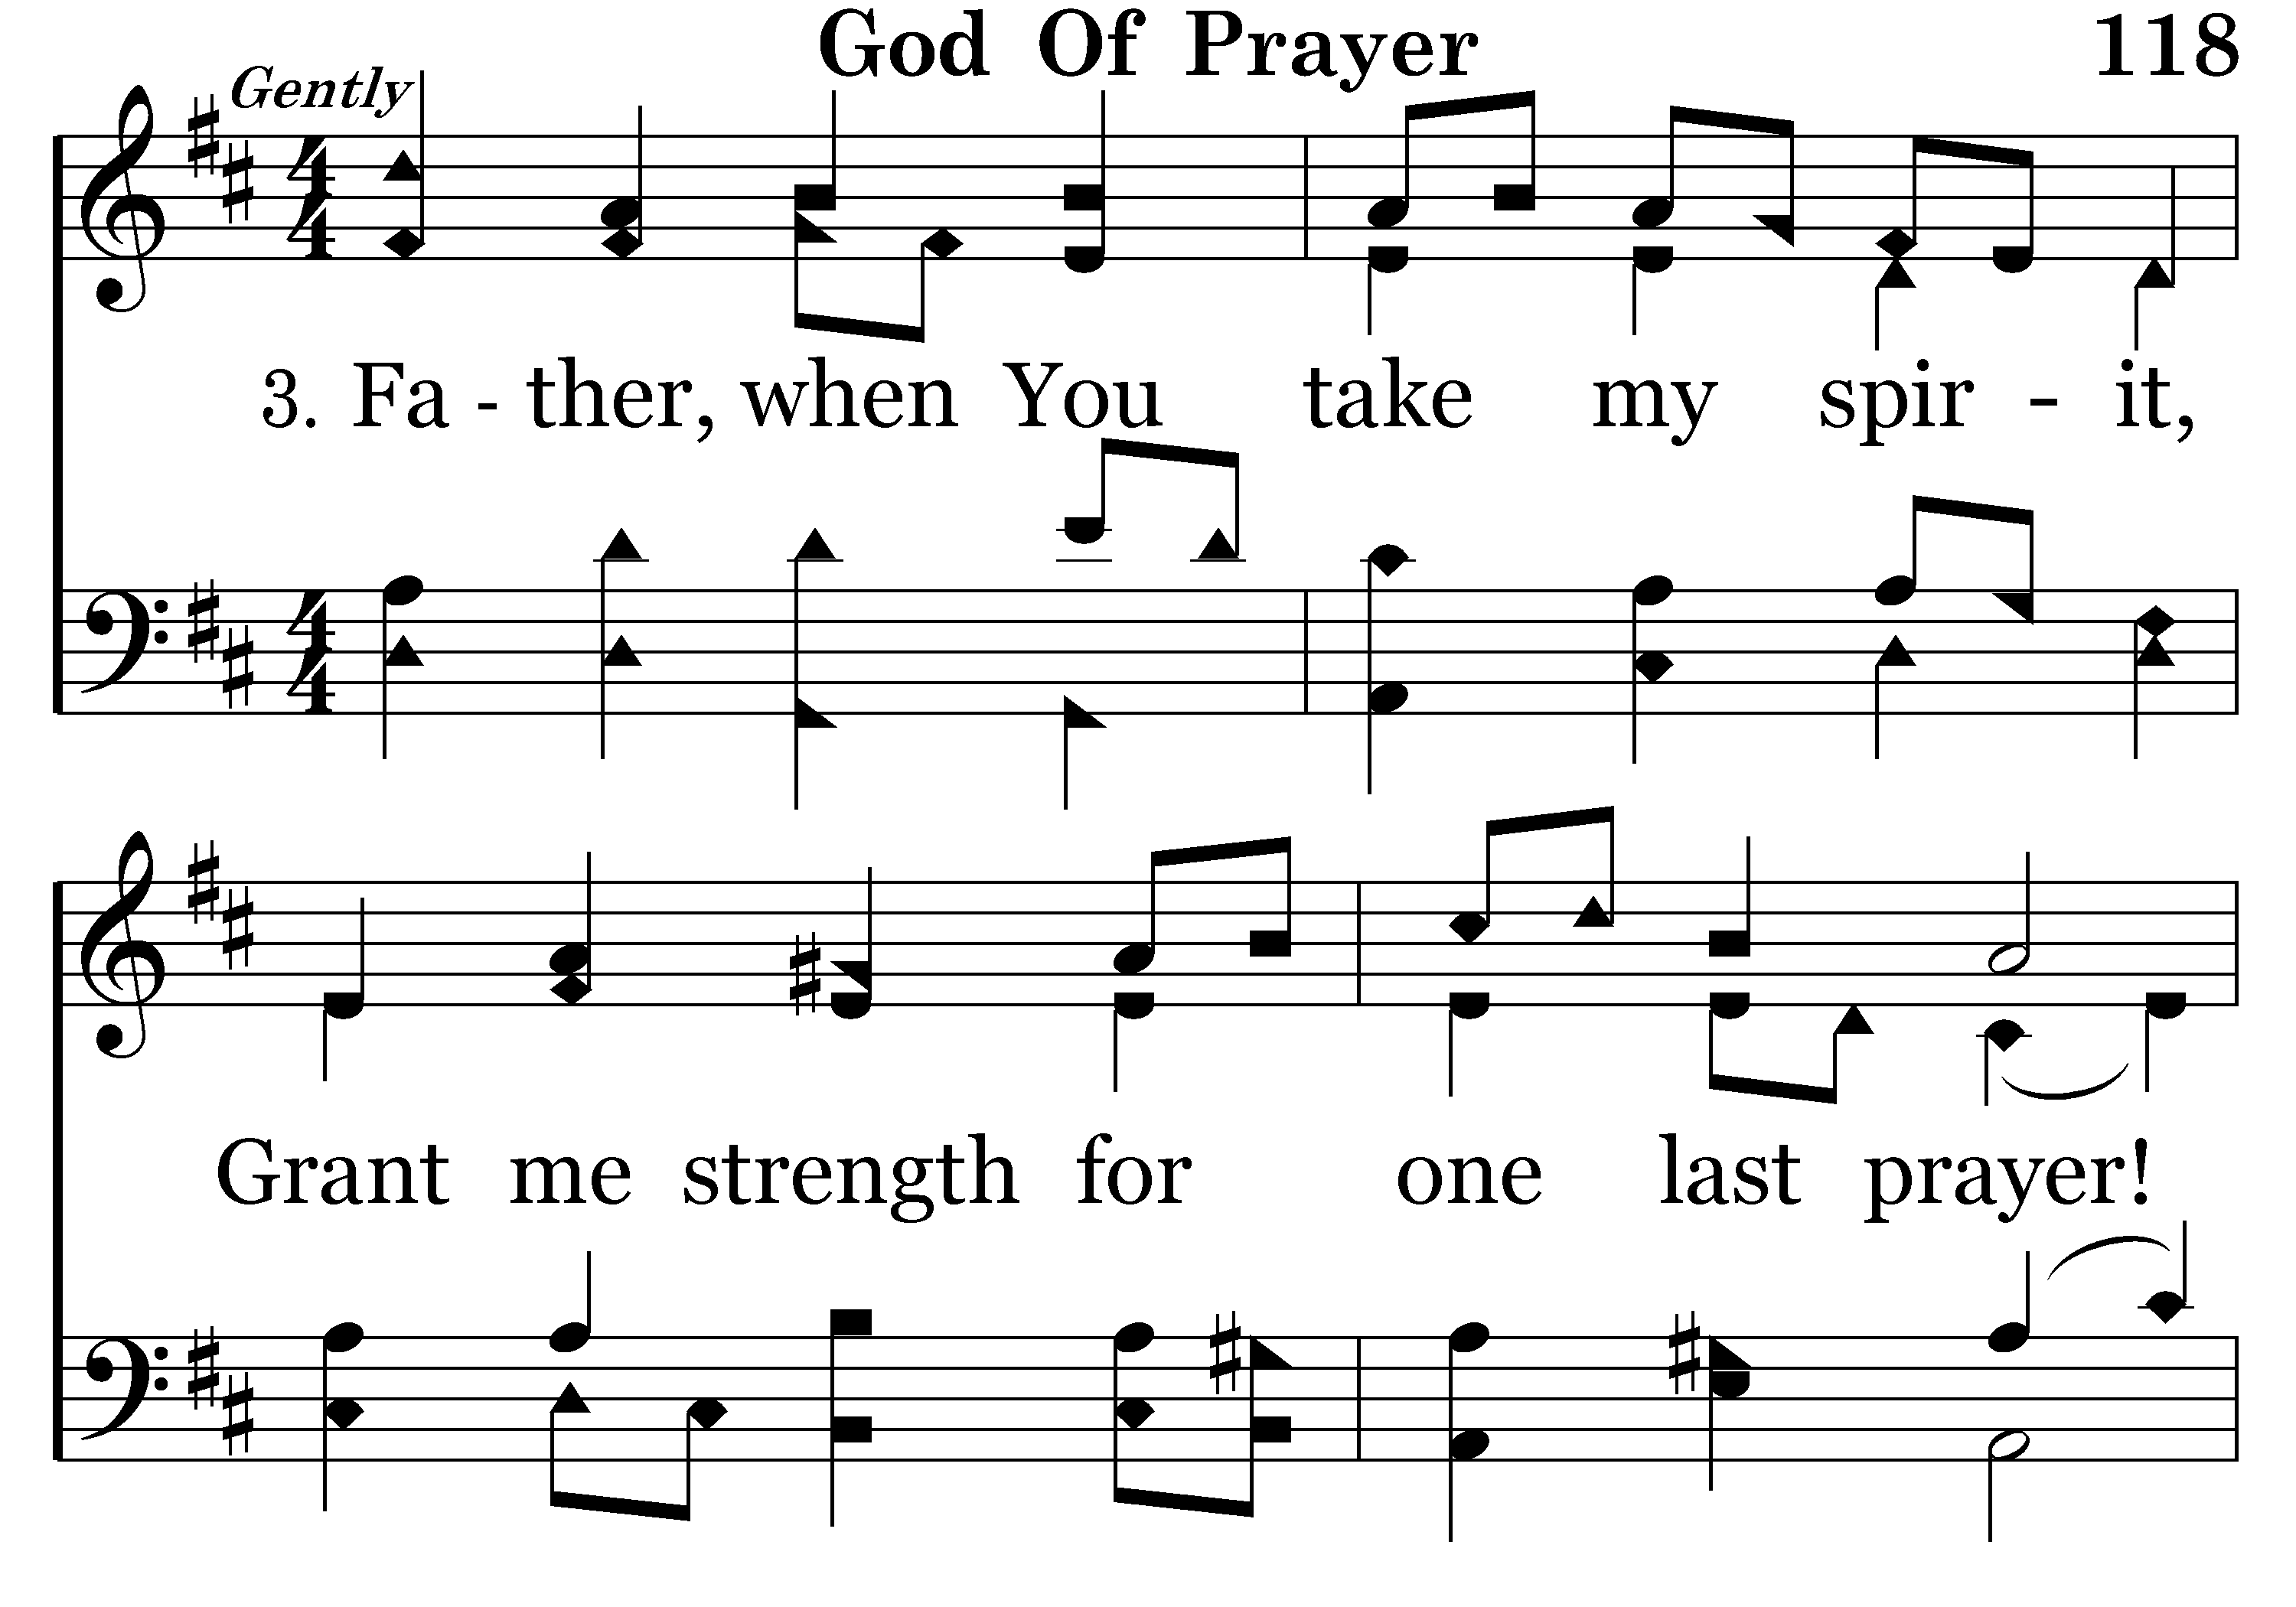 God Of Prayer 118
Gently
3. Fa - ther, when You take my spir - it,
Grant me strength for one last prayer!